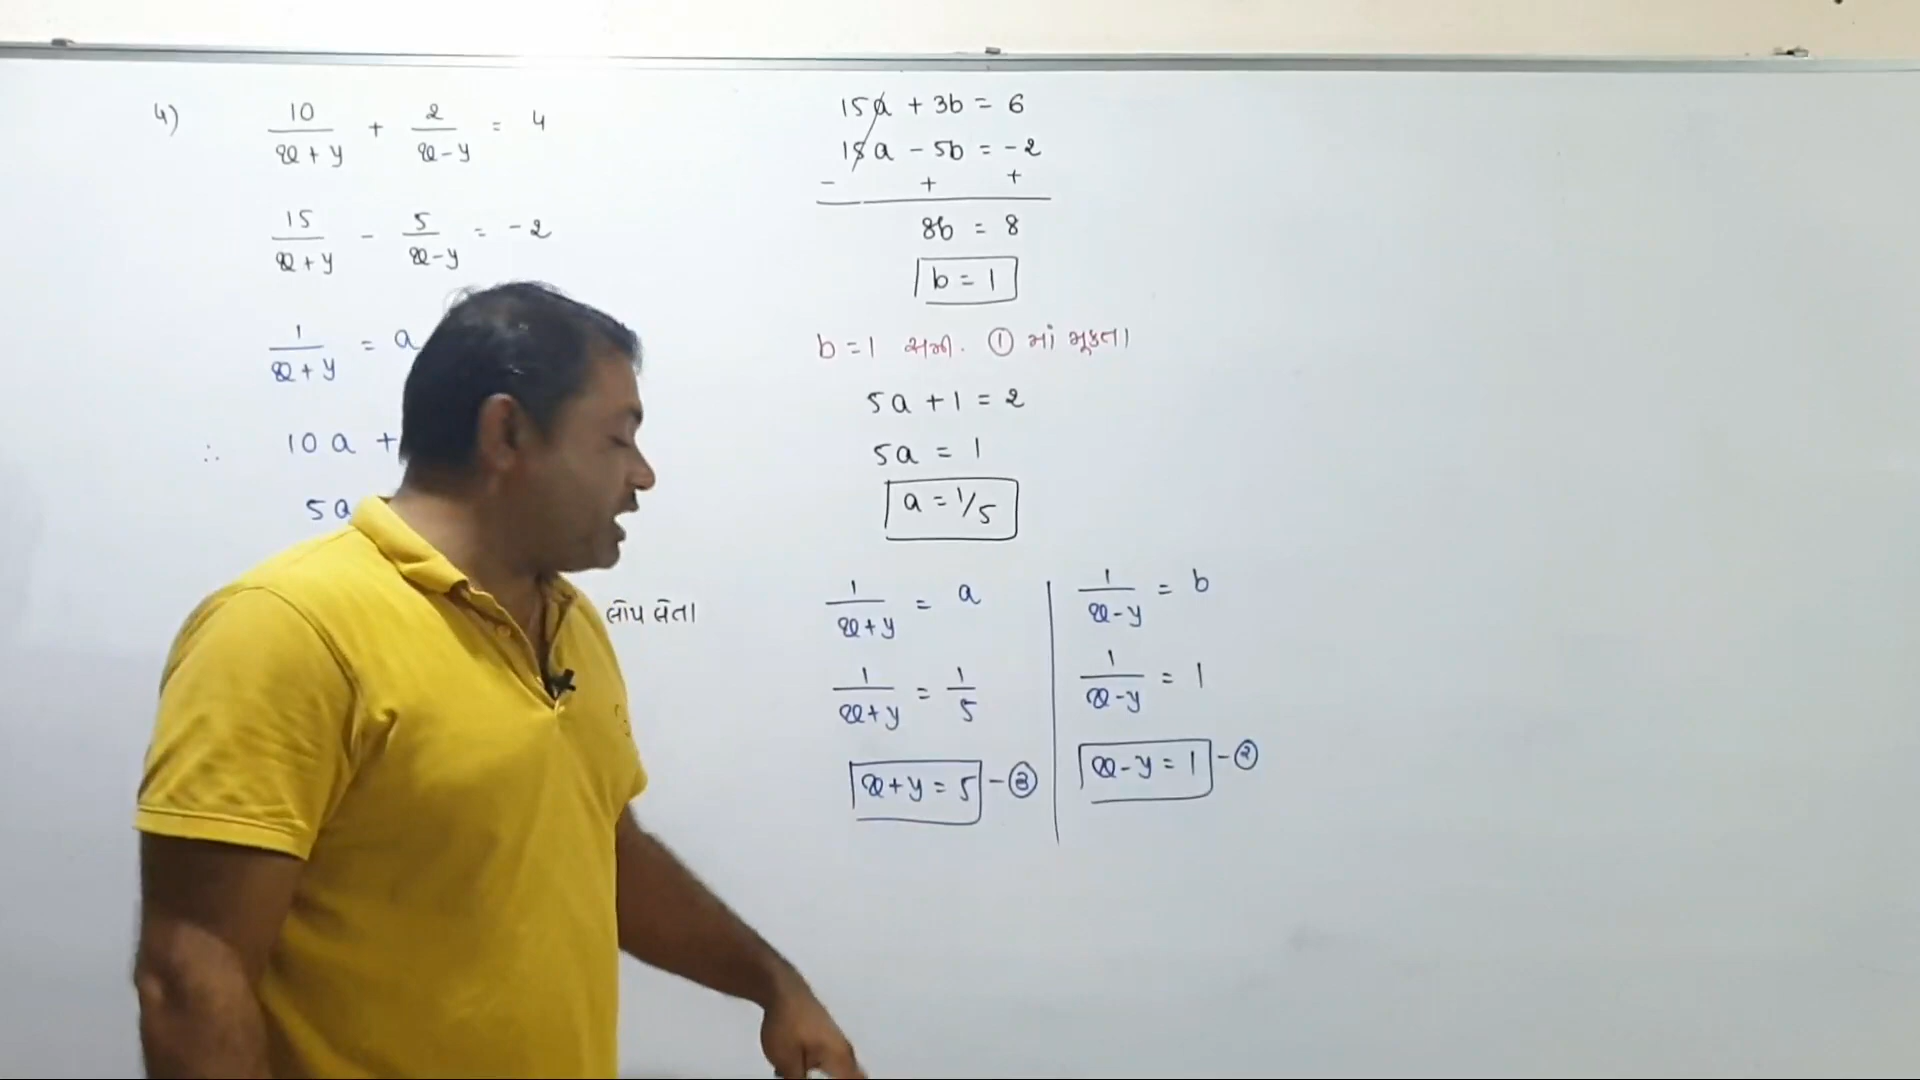 4) 10/x+y + 2/x-y = 4
15/x+y - 5/x-y = -2
1/x+y = a
∴ 10a +
5a
લોપ લેતા
15a + 3b = 6
15a - 5b = -2
- + +
8b = 8
b = 1
b = 1 સમી. ① માં મૂકતા
5a + 1 = 2
5a = 1
a = 1/5
1/x+y = a
1/x+y = 1/5
x+y = 5 -③
1/x-y = b
1/x-y = 1
x-y = 1 -